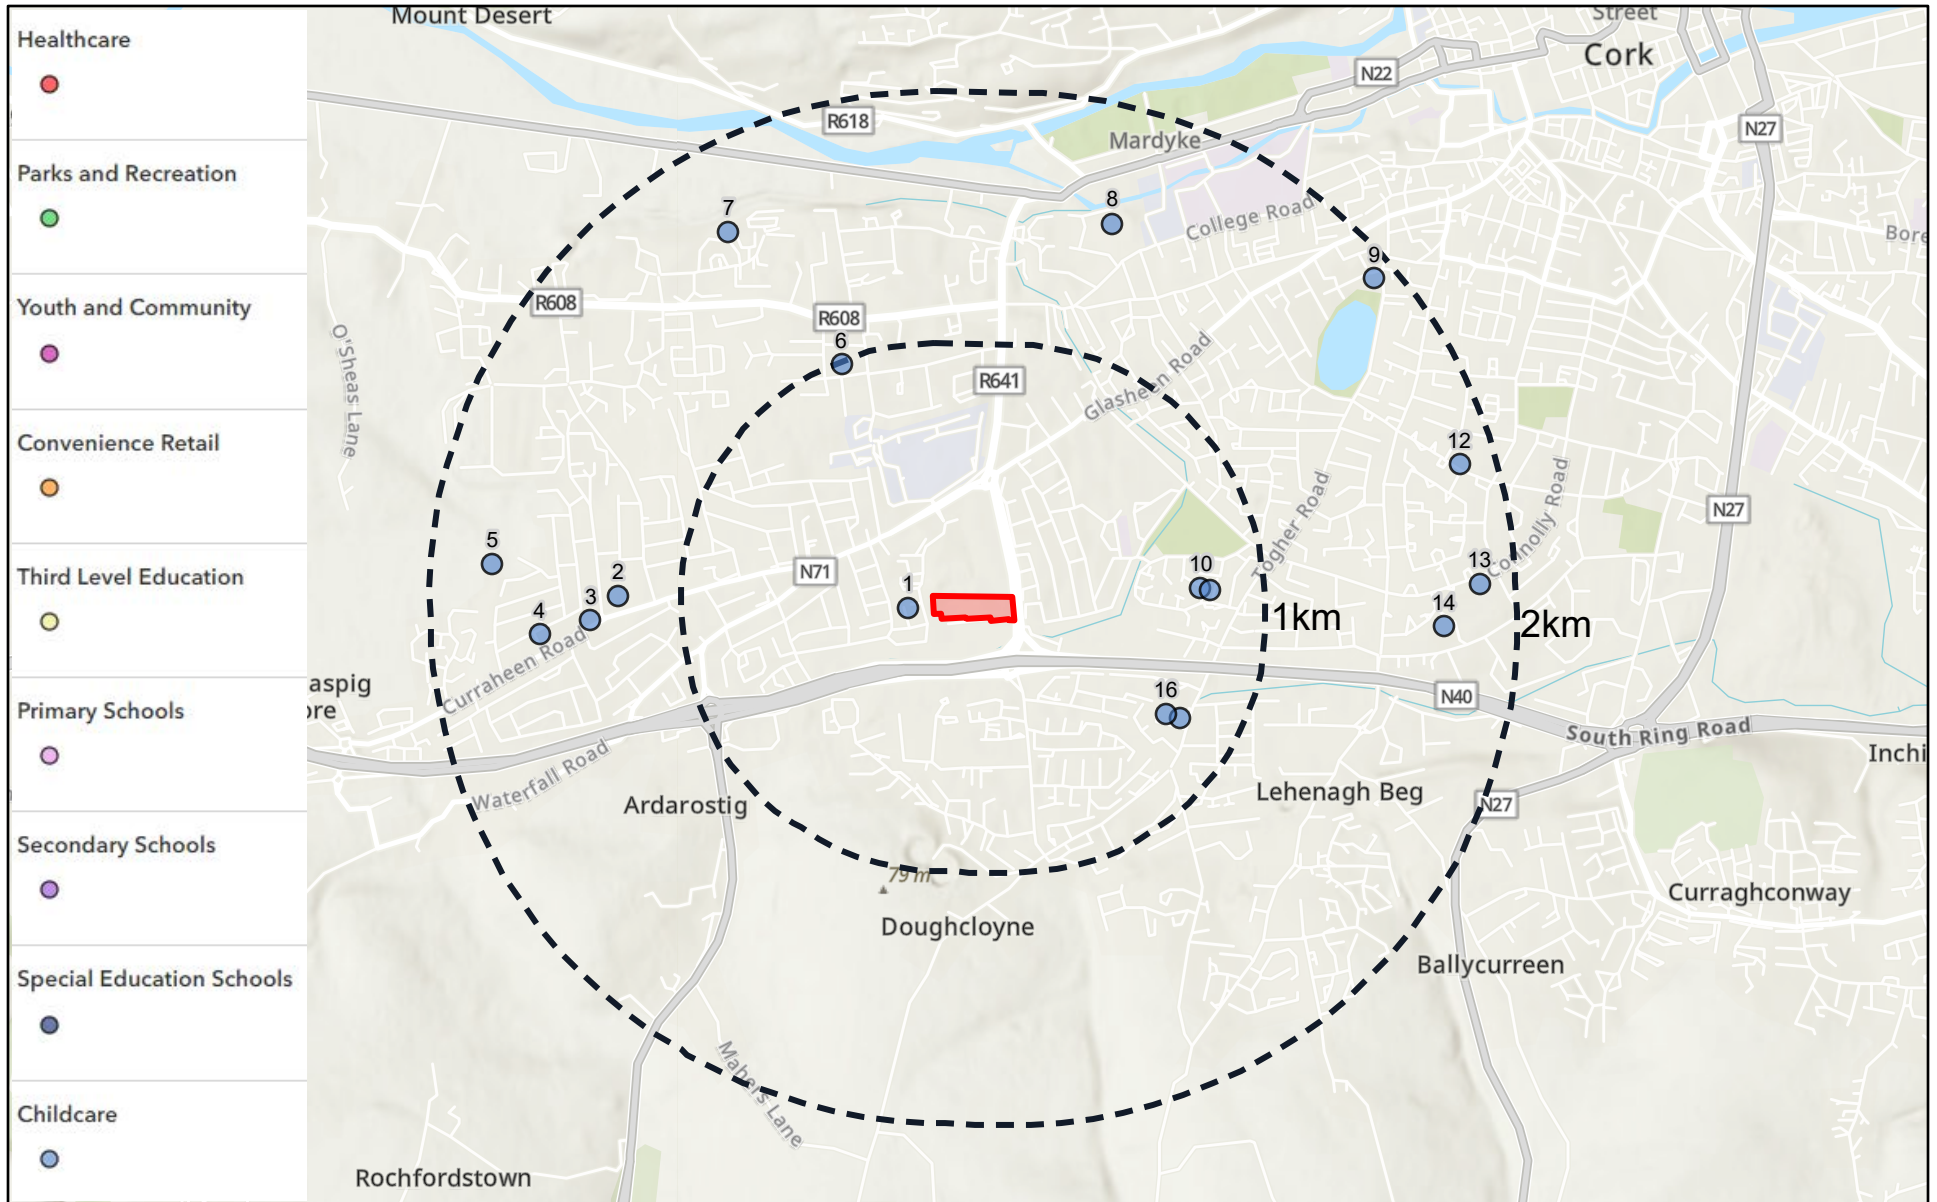 Healthcare
Parks and Recreation
Youth and Community
Convenience Retail
Third Level Education
Primary Schools
Secondary Schools
Special Education Schools
Childcare
Mount Desert
Street
Cork
N22
R618
Mardyke
N27
7
8
College Road
Bore
9
R608
R608
O'Sheas Lane
6
R641
Glasheen Road
12
Togher Road
Connolly Road
N27
5
2
N71
1
10
13
3
4
14
1km
2km
Curraheen Road
aspig
ore
16
N40
South Ring Road
Inchi
Waterfall Road
Ardarostig
Lehenagh Beg
N27
79 m
Curraghconway
Doughcloyne
Ballycurreen
Mahers Lane
Rochfordstown